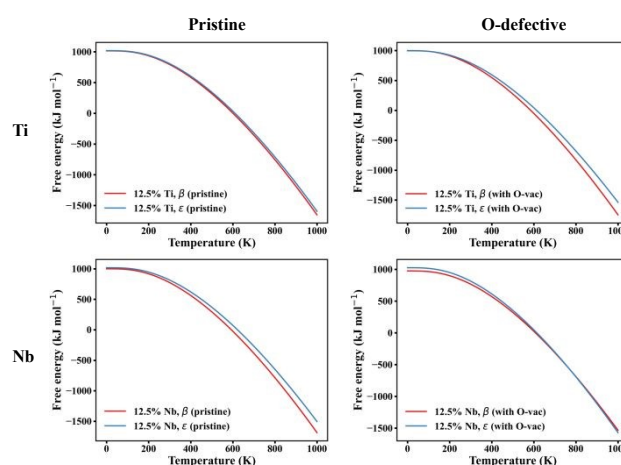 Pristine
O-defective
Ti
Free energy (kJ mol⁻¹)
1000
500
0
−500
−1000
−1500
12.5% Ti, β (pristine)
12.5% Ti, ε (pristine)
0 200 400 600 800 1000
Temperature (K)
Free energy (kJ mol⁻¹)
1000
500
0
−500
−1000
−1500
12.5% Ti, β (with O-vac)
12.5% Ti, ε (with O-vac)
0 200 400 600 800 1000
Temperature (K)
Nb
Free energy (kJ mol⁻¹)
1000
500
0
−500
−1000
−1500
12.5% Nb, β (pristine)
12.5% Nb, ε (pristine)
0 200 400 600 800 1000
Temperature (K)
Free energy (kJ mol⁻¹)
1000
500
0
−500
−1000
−1500
12.5% Nb, β (with O-vac)
12.5% Nb, ε (with O-vac)
0 200 400 600 800 1000
Temperature (K)